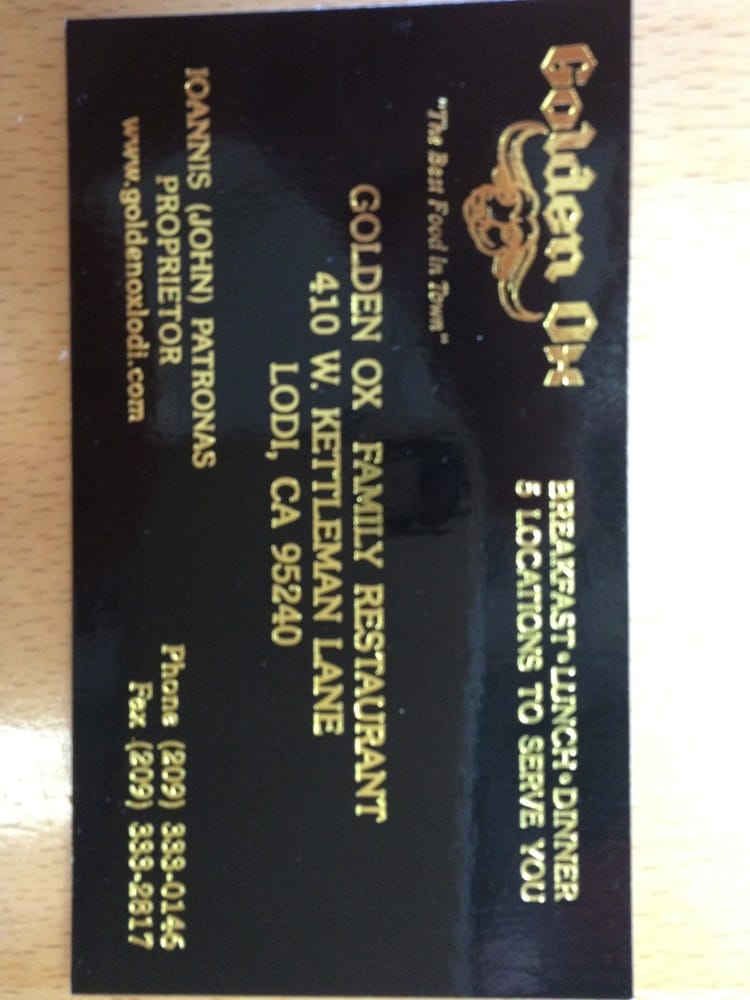 Golden Ox
"The Best Food in Town"
BREAKFAST•LUNCH•DINNER
5 LOCATIONS TO SERVE YOU
GOLDEN OX FAMILY RESTAURANT
410 W. KETTLEMAN LANE
LODI, CA 95240
IOANNIS (JOHN) PATRONAS
PROPRIETOR
www.goldenoxlodi.com
Phone (209) 333-0146
Fax (209) 333-2817